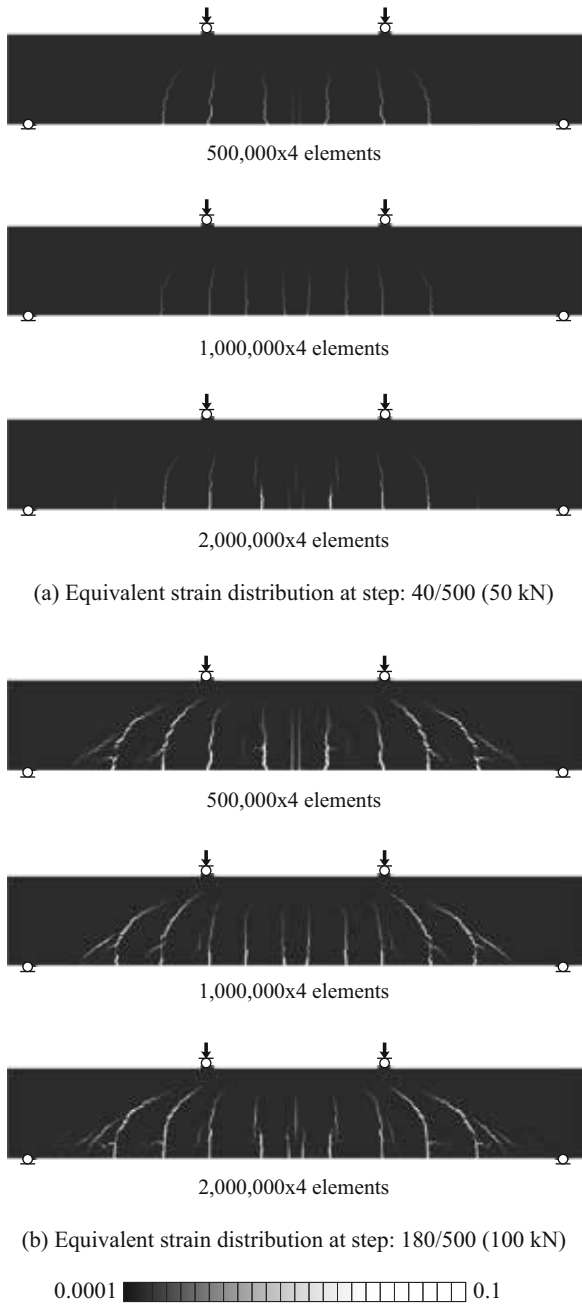 500,000x4 elements
1,000,000x4 elements
2,000,000x4 elements
(a) Equivalent strain distribution at step: 40/500 (50 kN)
500,000x4 elements
1,000,000x4 elements
2,000,000x4 elements
(b) Equivalent strain distribution at step: 180/500 (100 kN)
0.0001 0.1